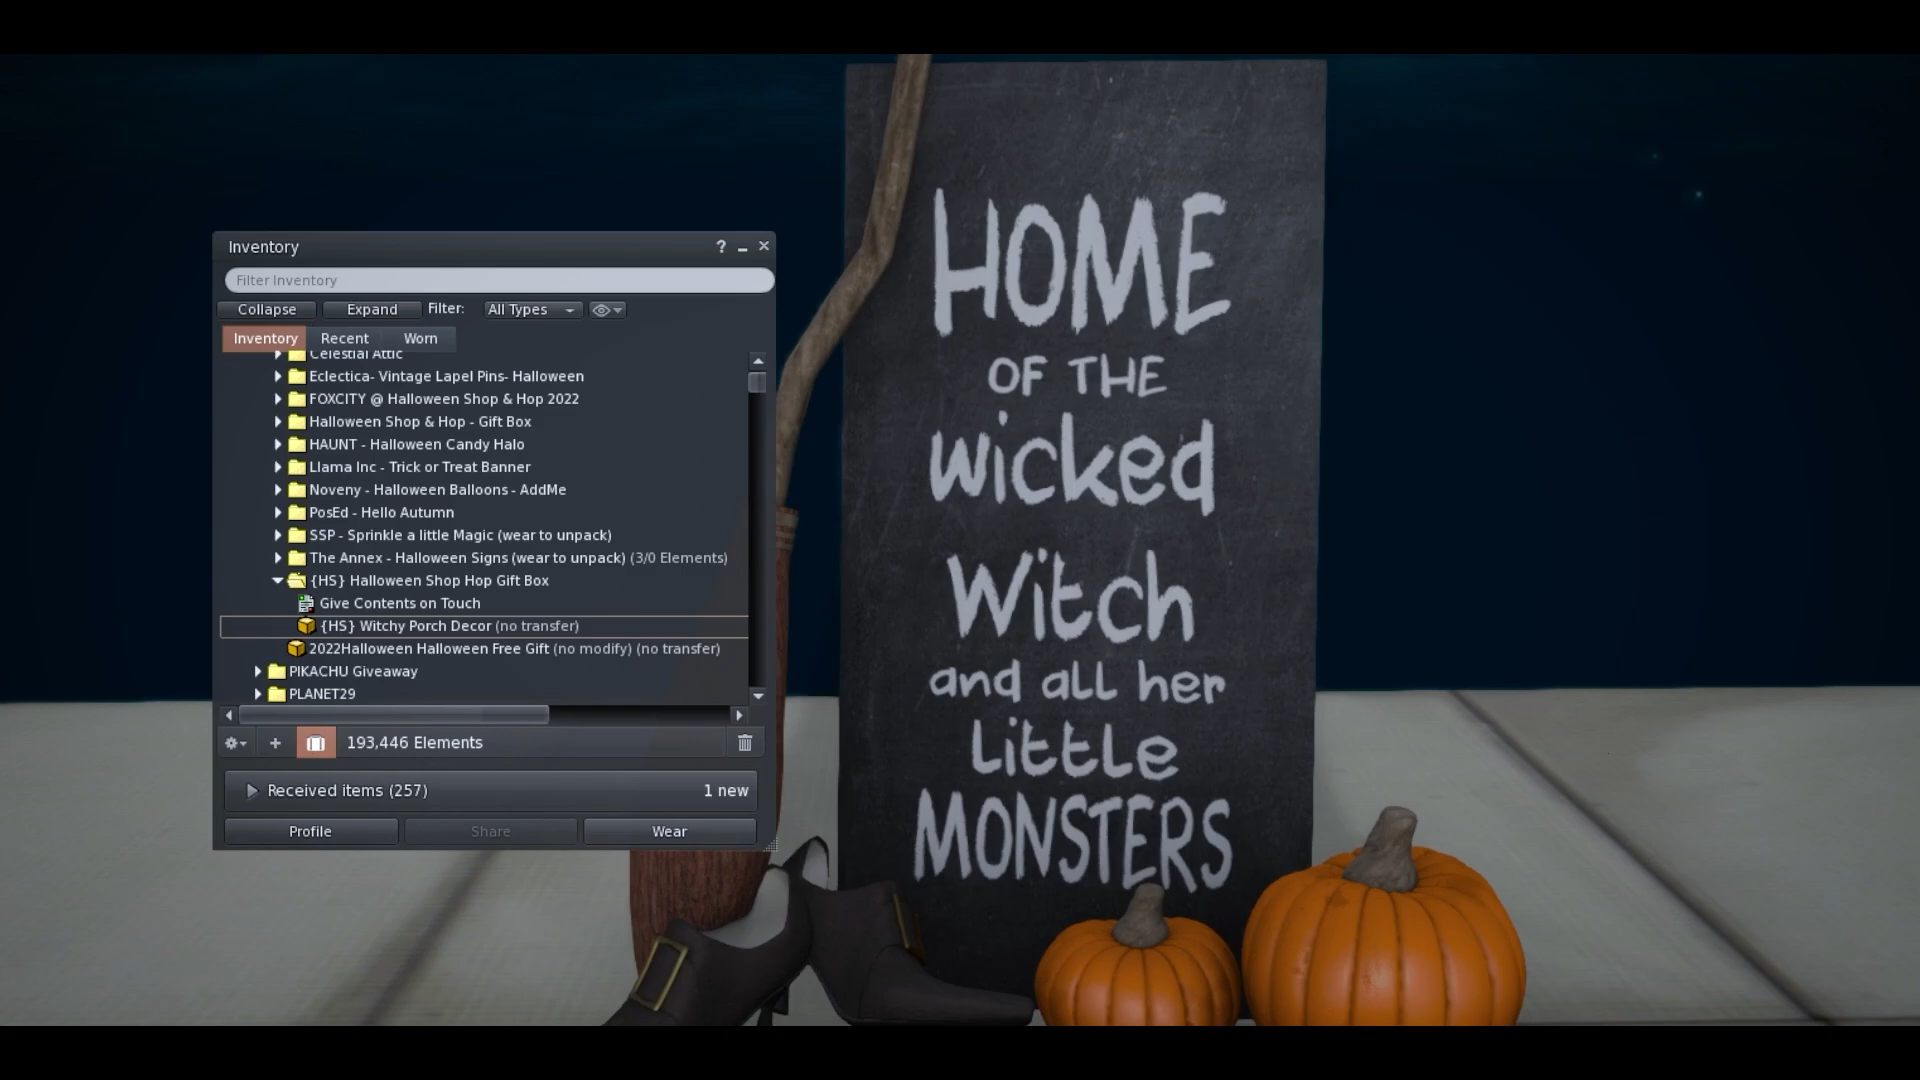 Inventory ?
Filter Inventory
Collapse Expand Filter: All Types
Inventory Recent Worn
Celestial Attic
Eclectica- Vintage Lapel Pins- Halloween
FOXCITY @ Halloween Shop & Hop 2022
Halloween Shop & Hop - Gift Box
HAUNT - Halloween Candy Halo
Llama Inc - Trick or Treat Banner
Noveny - Halloween Balloons - AddMe
PosEd - Hello Autumn
SSP - Sprinkle a little Magic (wear to unpack)
The Annex - Halloween Signs (wear to unpack) (3/0 Elements)
{HS} Halloween Shop Hop Gift Box
Give Contents on Touch
{HS} Witchy Porch Decor (no transfer)
2022Halloween Halloween Free Gift (no modify) (no transfer)
PIKACHU Giveaway
PLANET29
193,446 Elements
Received items (257) 1 new
Profile Share Wear
HOME
OF THE
wicked
Witch
and all her
Little
MONSTERS